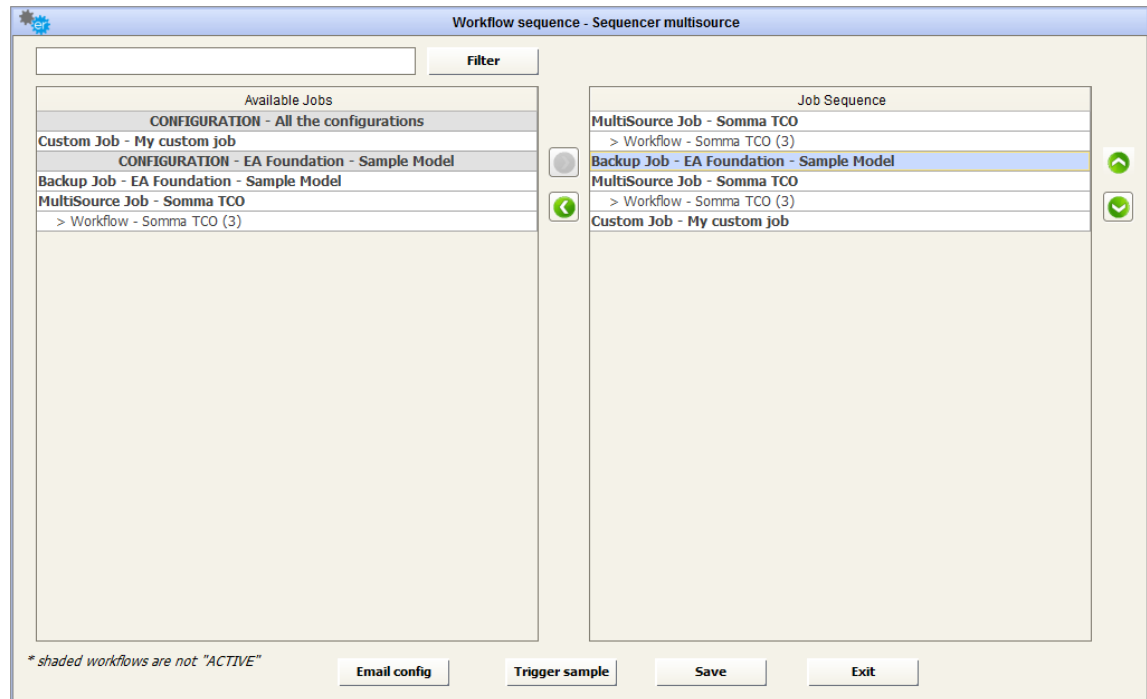 er
Workflow sequence - Sequencer multisource
Filter
Available Jobs
CONFIGURATION - All the configurations
Custom Job - My custom job
CONFIGURATION - EA Foundation - Sample Model
Backup Job - EA Foundation - Sample Model
MultiSource Job - Somma TCO
> Workflow - Somma TCO (3)
Job Sequence
MultiSource Job - Somma TCO
> Workflow - Somma TCO (3)
Backup Job - EA Foundation - Sample Model
MultiSource Job - Somma TCO
> Workflow - Somma TCO (3)
Custom Job - My custom job
* shaded workflows are not "ACTIVE"
Email config
Trigger sample
Save
Exit